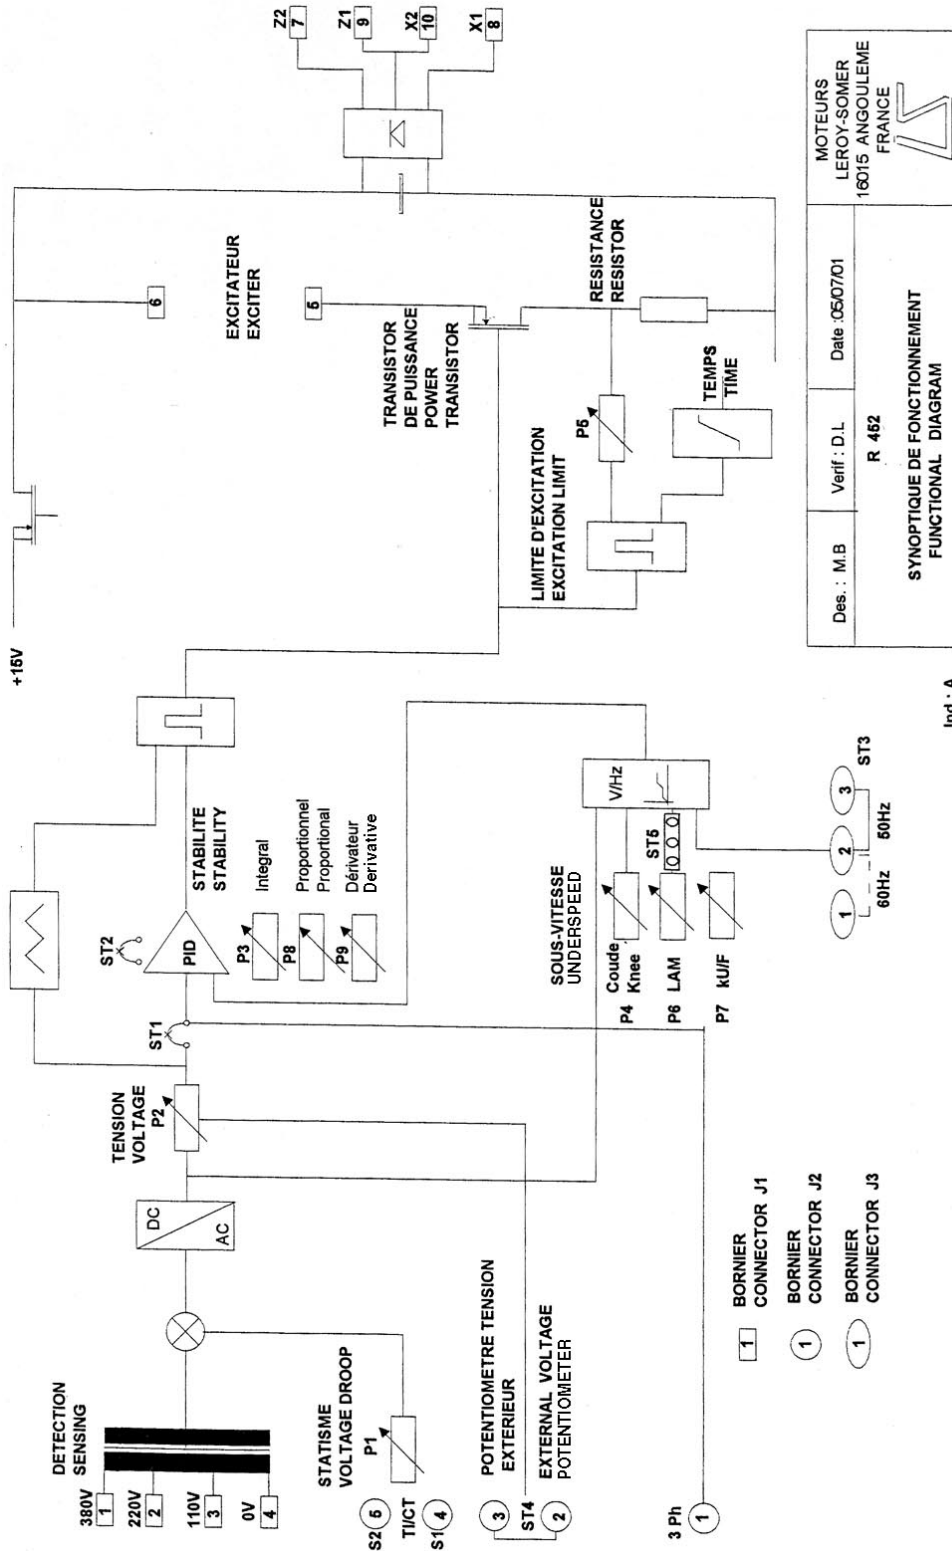 DETECTION
SENSING
380V
1
220V
2
110V
3
0V
4
STATISME
VOLTAGE DROOP
P1
S2
5
TI/CT
S1
4
POTENTIOMETRE TENSION
EXTERIEUR
3
ST4
2
EXTERNAL VOLTAGE
POTENTIOMETER
3 Ph
1
DC
AC
TENSION
VOLTAGE
P2
ST1
ST2
PID
STABILITE
STABILITY
P3
Integral
P8
Proportionnel
Proportional
P9
Dérivateur
Derivative
SOUS-VITESSE
UNDERSPEED
Coude
Knee
P4
P6 LAM
P7 kU/F
ST5
V/Hz
1
2
3
ST3
60Hz
50Hz
+15V
LIMITE D'EXCITATION
EXCITATION LIMIT
P5
TEMPS
TIME
TRANSISTOR
DE PUISSANCE
POWER
TRANSISTOR
RESISTANCE
RESISTOR
EXCITATEUR
EXCITER
6
5
Z2
7
Z1
9
X2
10
X1
8
1
BORNIER
CONNECTOR J1
1
BORNIER
CONNECTOR J2
1
BORNIER
CONNECTOR J3
Des. : M.B
Verif : D.L
Date :05/07/01
R 452
SYNOPTIQUE DE FONCTIONNEMENT
FUNCTIONAL DIAGRAM
MOTEURS
LEROY-SOMER
16015 ANGOULEME
FRANCE
Ind : A